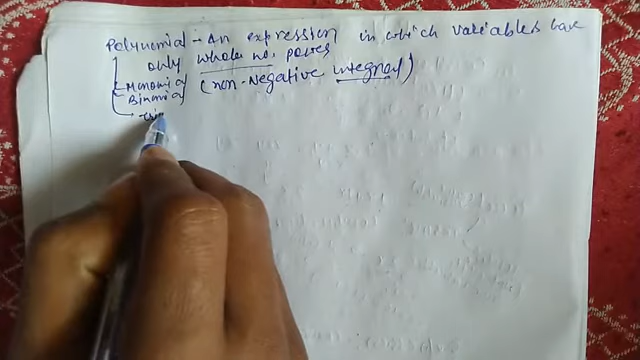 Polynomial - An expression in which variables have
only whole no. powers
(non-Negative integral)
Monomial
Binomial